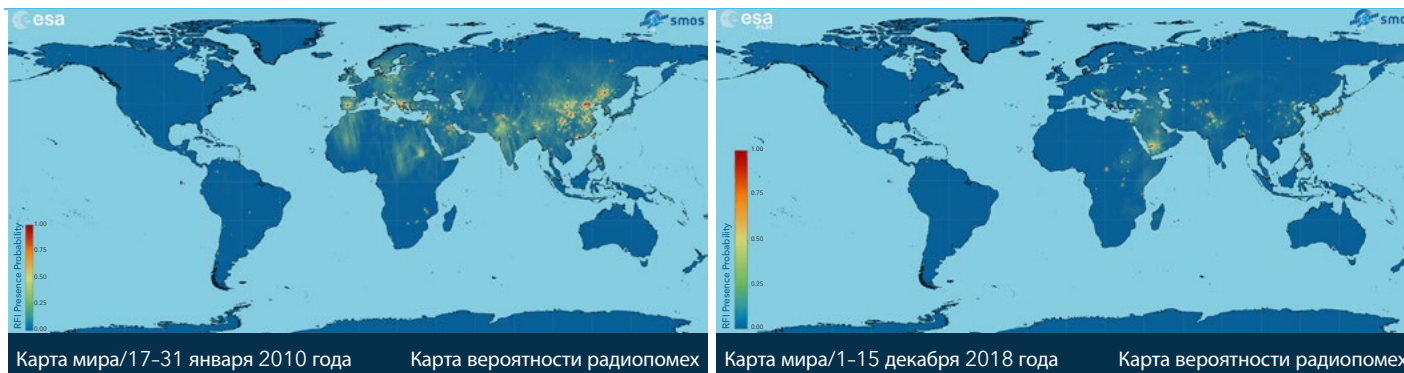 esa
smos
1.00
0.75
0.50
0.25
0.00
RFI Presence Probability
Карта мира/17–31 января 2010 года
Карта вероятности радиопомех
esa
smos
1.00
0.75
0.50
0.25
0.00
RFI Presence Probability
Карта мира/1–15 декабря 2018 года
Карта вероятности радиопомех